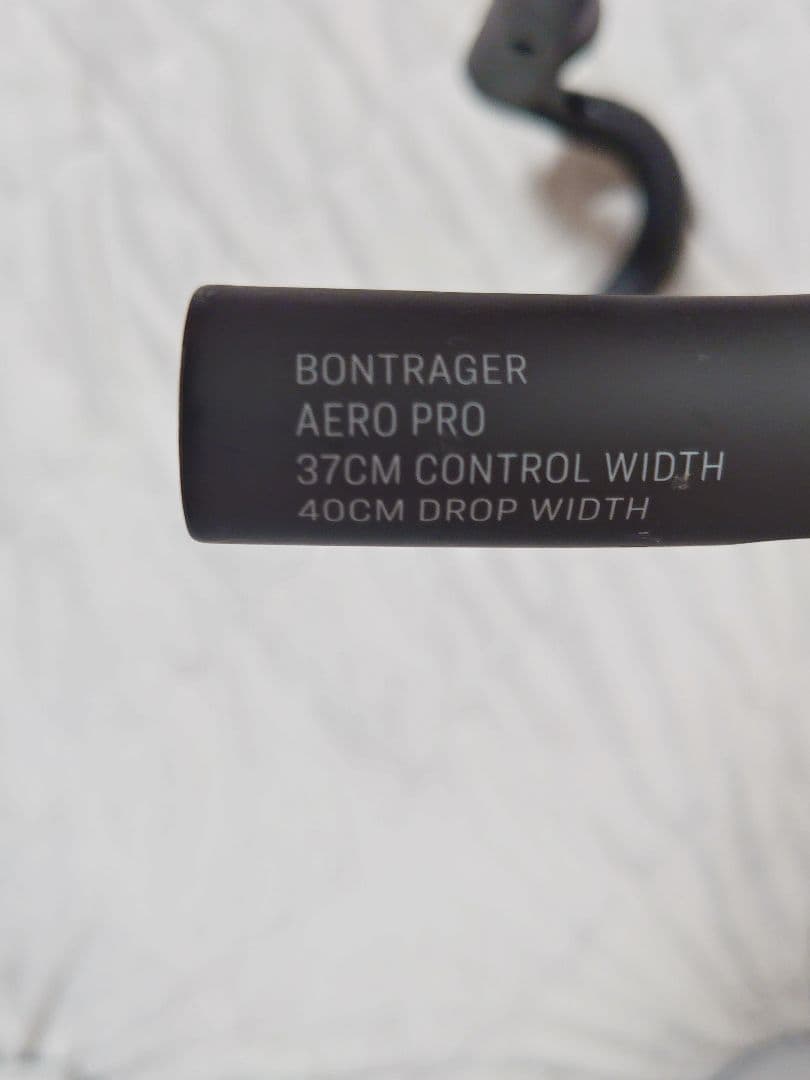 BONTRAGER
AERO PRO
37CM CONTROL WIDTH
40CM DROP WIDTH